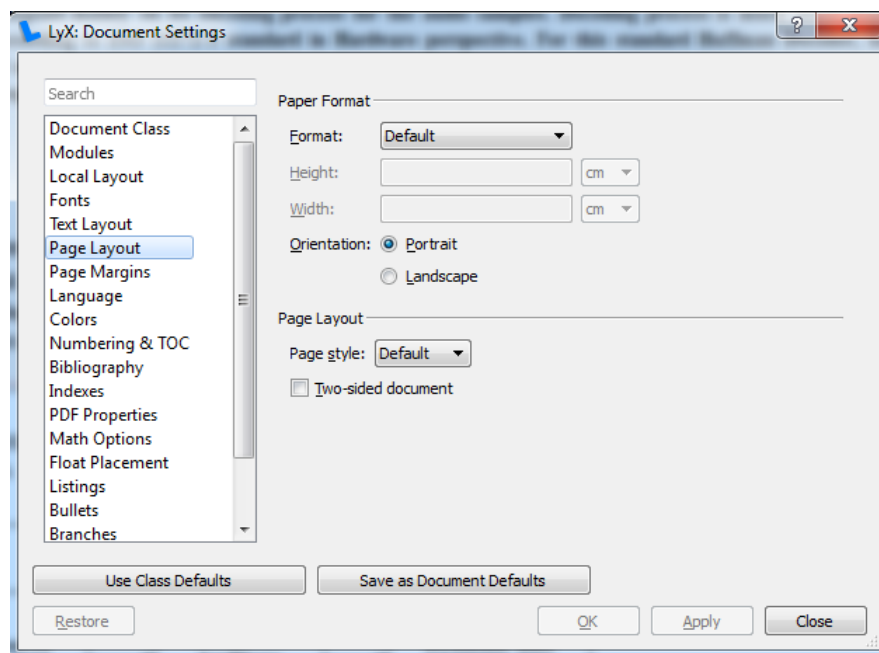 LyX: Document Settings
Search
Document Class
Modules
Local Layout
Fonts
Text Layout
Page Layout
Page Margins
Language
Colors
Numbering & TOC
Bibliography
Indexes
PDF Properties
Math Options
Float Placement
Listings
Bullets
Branches
Paper Format
Format: Default
Height: cm
Width: cm
Orientation: Portrait
Landscape
Page Layout
Page style: Default
Two-sided document
Use Class Defaults Save as Document Defaults
Restore OK Apply Close